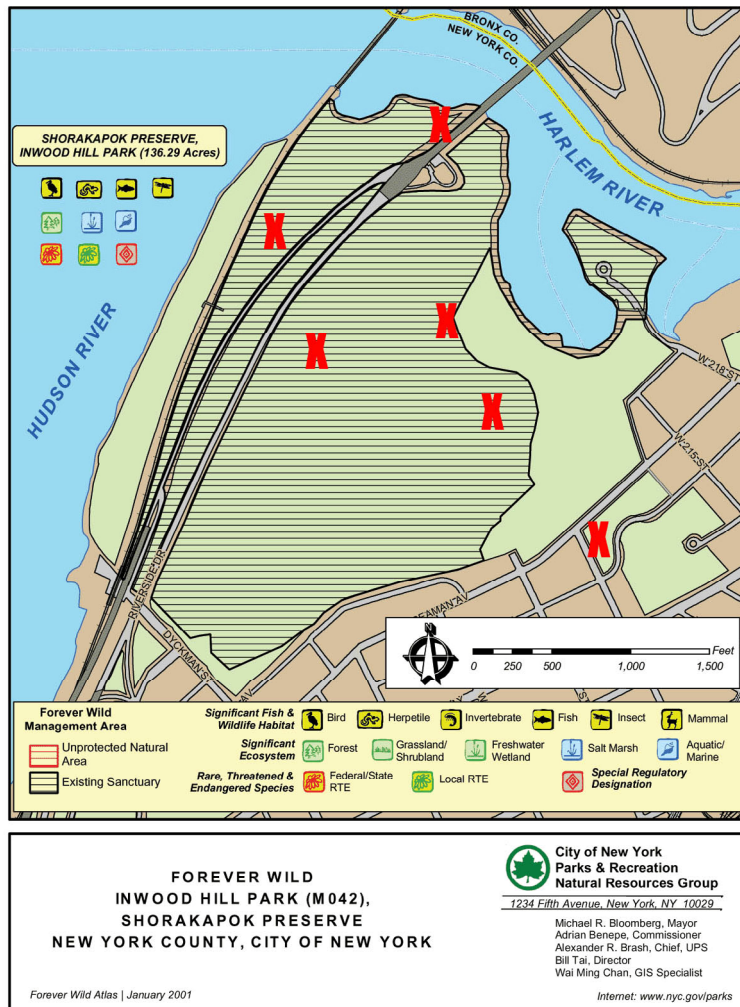 BRONX CO.
NEW YORK CO.
SHORAKAPOK PRESERVE,
INWOOD HILL PARK (136.29 Acres)
HARLEM RIVER
HUDSON RIVER
W 218 ST
W 215 ST
RIVERSIDE DR
DYCKMAN ST
AV
N
Feet
0 250 500 1,000 1,500
Forever Wild
Management Area
Unprotected Natural
Area
Existing Sanctuary
Significant Fish &
Wildlife Habitat
Bird
Herpetile
Invertebrate
Fish
Insect
Mammal
Significant
Ecosystem
Forest
Grassland/
Shrubland
Freshwater
Wetland
Salt Marsh
Aquatic/
Marine
Rare, Threatened &
Endangered Species
Federal/State
RTE
Local RTE
Special Regulatory
Designation
FOREVER WILD
INWOOD HILL PARK (M042),
SHORAKAPOK PRESERVE
NEW YORK COUNTY, CITY OF NEW YORK
Forever Wild Atlas | January 2001
City of New York
Parks & Recreation
Natural Resources Group
1234 Fifth Avenue, New York, NY 10029
Michael R. Bloomberg, Mayor
Adrian Benepe, Commissioner
Alexander R. Brash, Chief, UPS
Bill Tai, Director
Wai Ming Chan, GIS Specialist
Internet: www.nyc.gov/parks